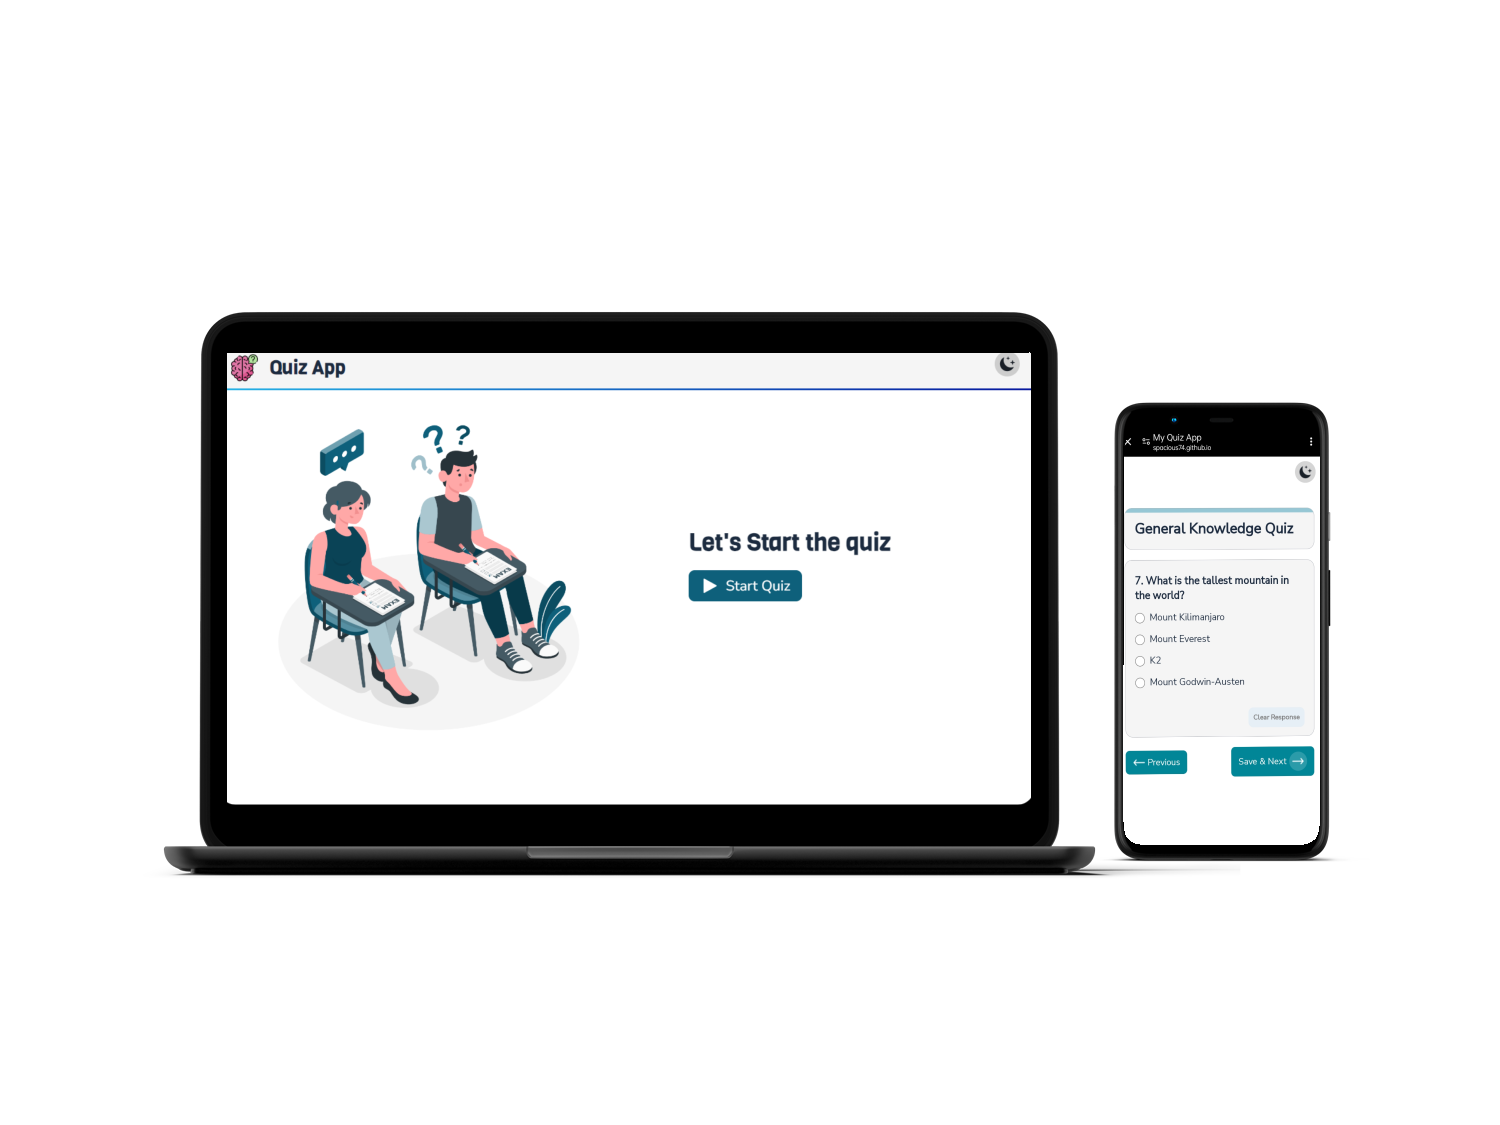 Quiz App
?
? ?
?
EXAM
EXAM
Let's Start the quiz
Start Quiz
My Quiz App
spacious74.github.io
General Knowledge Quiz
7. What is the tallest mountain in
the world?
Mount Kilimanjaro
Mount Everest
K2
Mount Godwin-Austen
Clear Response
Previous
Save & Next